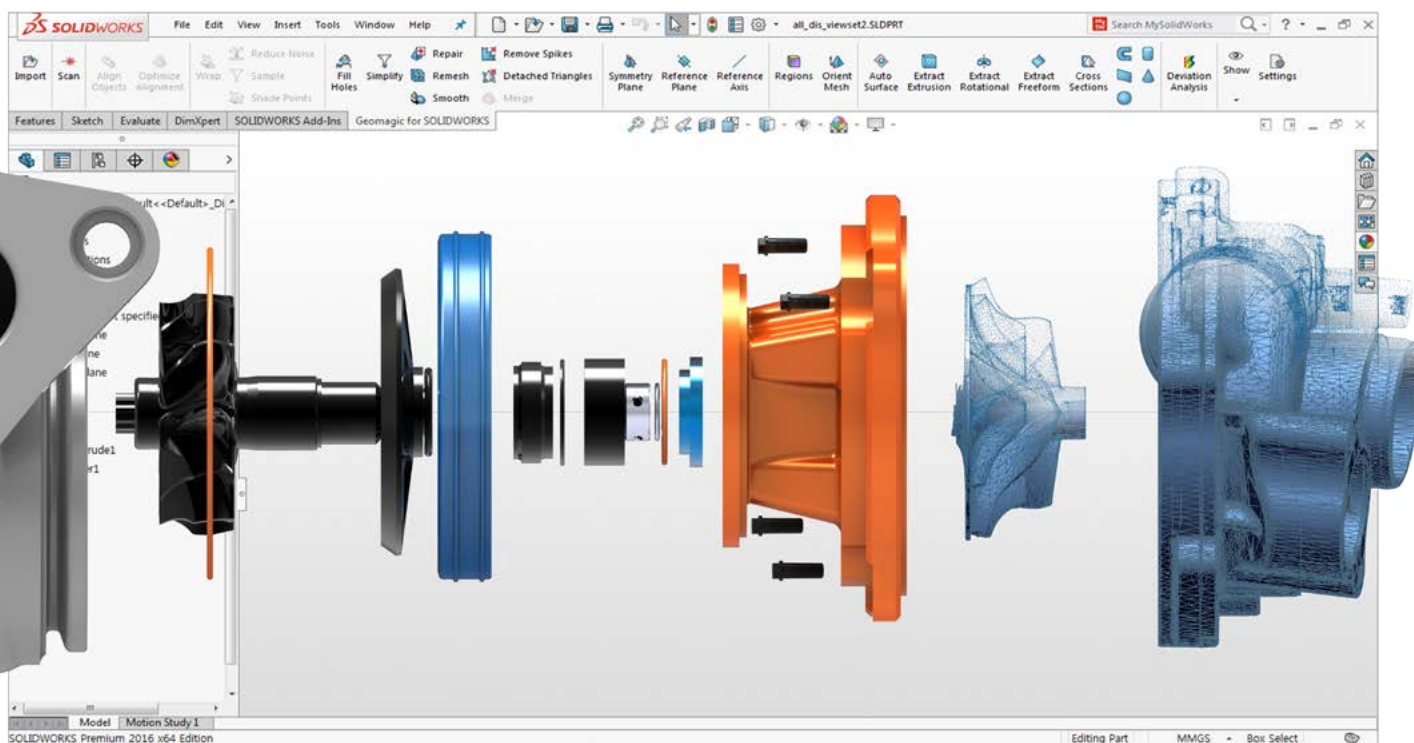 SOLIDWORKS File Edit View Insert Tools Window Help all_dis_viewset2.SLDPRT Search MySolidWorks ?
Import Scan Align Objects Optimize Alignment Wrap Reduce Noise Sample Shade Points Fill Holes Simplify Repair Remesh Smooth Remove Spikes Detached Triangles Merge Symmetry Plane Reference Plane Reference Axis Regions Orient Mesh Auto Surface Extract Extrusion Extract Rotational Extract Freeform Cross Sections Deviation Analysis Show Settings
Features Sketch Evaluate DimXpert SOLIDWORKS Add-Ins Geomagic for SOLIDWORKS
ult<<Default>_Di
s
tions
t specifie
ne
ne
lane
rude1
er1
Model Motion Study 1
SOLIDWORKS Premium 2016 x64 Edition Editing Part MMGS Box Select